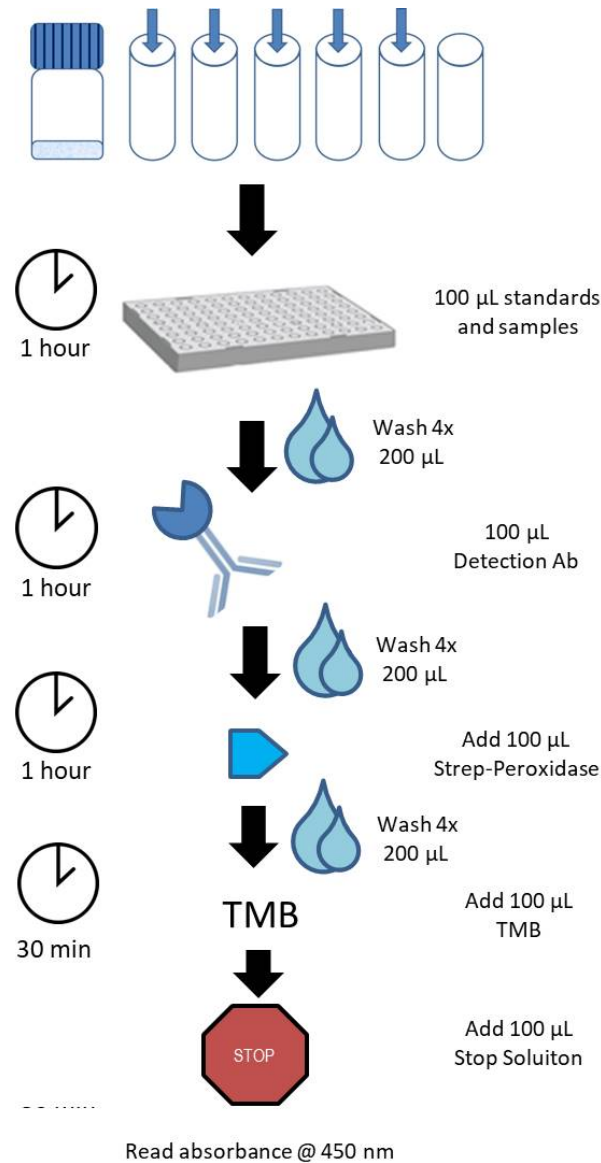 1 hour
100 µL standards
and samples
Wash 4x
200 µL
1 hour
100 µL
Detection Ab
Wash 4x
200 µL
1 hour
Add 100 µL
Strep-Peroxidase
Wash 4x
200 µL
30 min
TMB
Add 100 µL
TMB
STOP
Add 100 µL
Stop Soluiton
Read absorbance @ 450 nm